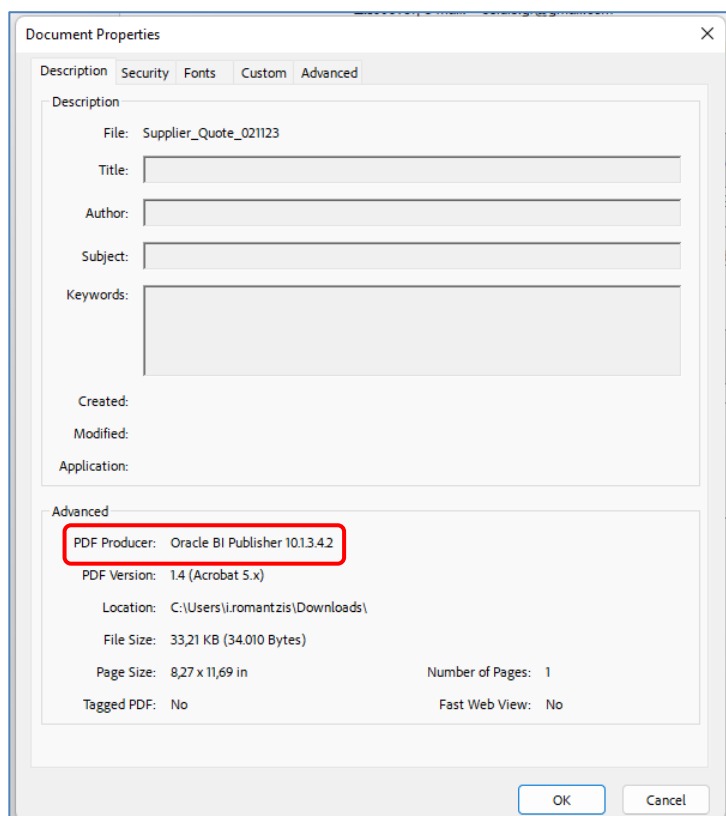 Document Properties
Description Security Fonts Custom Advanced
Description
File: Supplier_Quote_021123
Title:
Author:
Subject:
Keywords:
Created:
Modified:
Application:
Advanced
PDF Producer: Oracle BI Publisher 10.1.3.4.2
PDF Version: 1.4 (Acrobat 5.x)
Location: C:\Users\i.romantzis\Downloads\
File Size: 33,21 KB (34.010 Bytes)
Page Size: 8,27 x 11,69 in Number of Pages: 1
Tagged PDF: No Fast Web View: No
OK Cancel